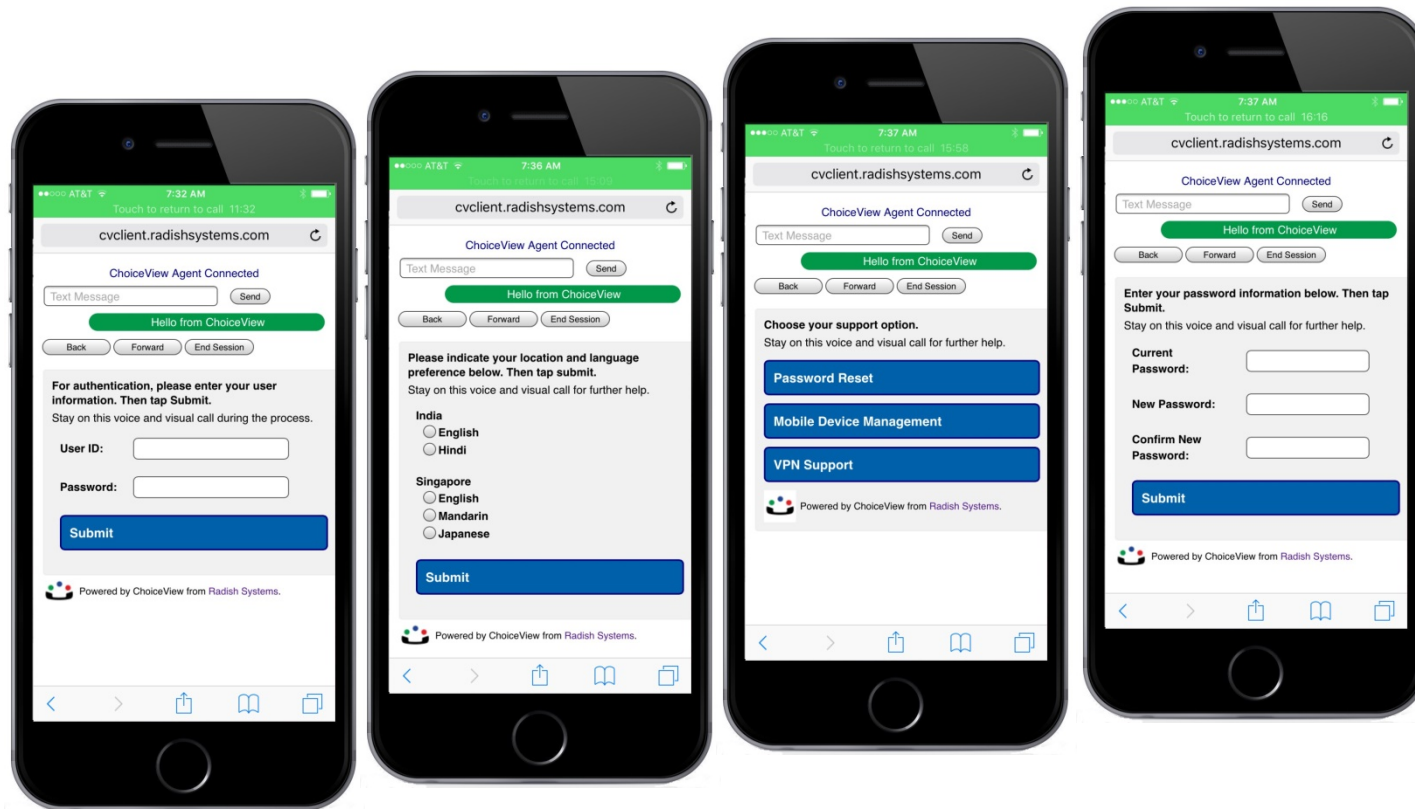 ●●○○○ AT&T 7:32 AM
Touch to return to call 11:32
cvclient.radishsystems.com
ChoiceView Agent Connected
Text Message Send
Hello from ChoiceView
Back Forward End Session
For authentication, please enter your user
information. Then tap Submit.
Stay on this voice and visual call during the process.
User ID:
Password:
Submit
Powered by ChoiceView from Radish Systems.
●●○○○ AT&T 7:36 AM
Touch to return to call 15:09
cvclient.radishsystems.com
ChoiceView Agent Connected
Text Message Send
Hello from ChoiceView
Back Forward End Session
Please indicate your location and language
preference below. Then tap submit.
Stay on this voice and visual call for further help.
India
English
Hindi
Singapore
English
Mandarin
Japanese
Submit
Powered by ChoiceView from Radish Systems.
●●●○○ AT&T 7:37 AM
Touch to return to call 15:58
cvclient.radishsystems.com
ChoiceView Agent Connected
Text Message Send
Hello from ChoiceView
Back Forward End Session
Choose your support option.
Stay on this voice and visual call for further help.
Password Reset
Mobile Device Management
VPN Support
Powered by ChoiceView from Radish Systems.
●●●○○ AT&T 7:37 AM
Touch to return to call 16:16
cvclient.radishsystems.com
ChoiceView Agent Connected
Text Message Send
Hello from ChoiceView
Back Forward End Session
Enter your password information below. Then tap
Submit.
Stay on this voice and visual call for further help.
Current
Password:
New Password:
Confirm New
Password:
Submit
Powered by ChoiceView from Radish Systems.